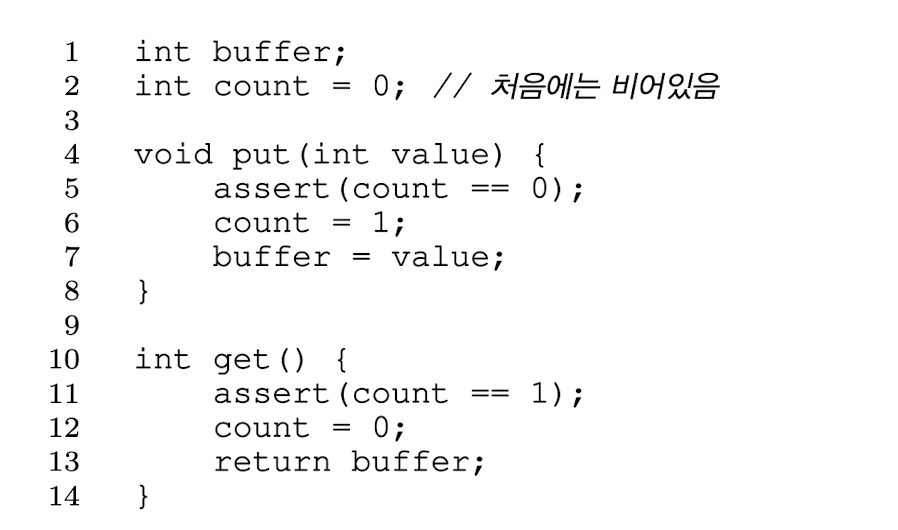 1 int buffer;
2 int count = 0; // 처음에는 비어있음
3
4 void put(int value) {
5 assert(count == 0);
6 count = 1;
7 buffer = value;
8 }
9
10 int get() {
11 assert(count == 1);
12 count = 0;
13 return buffer;
14 }